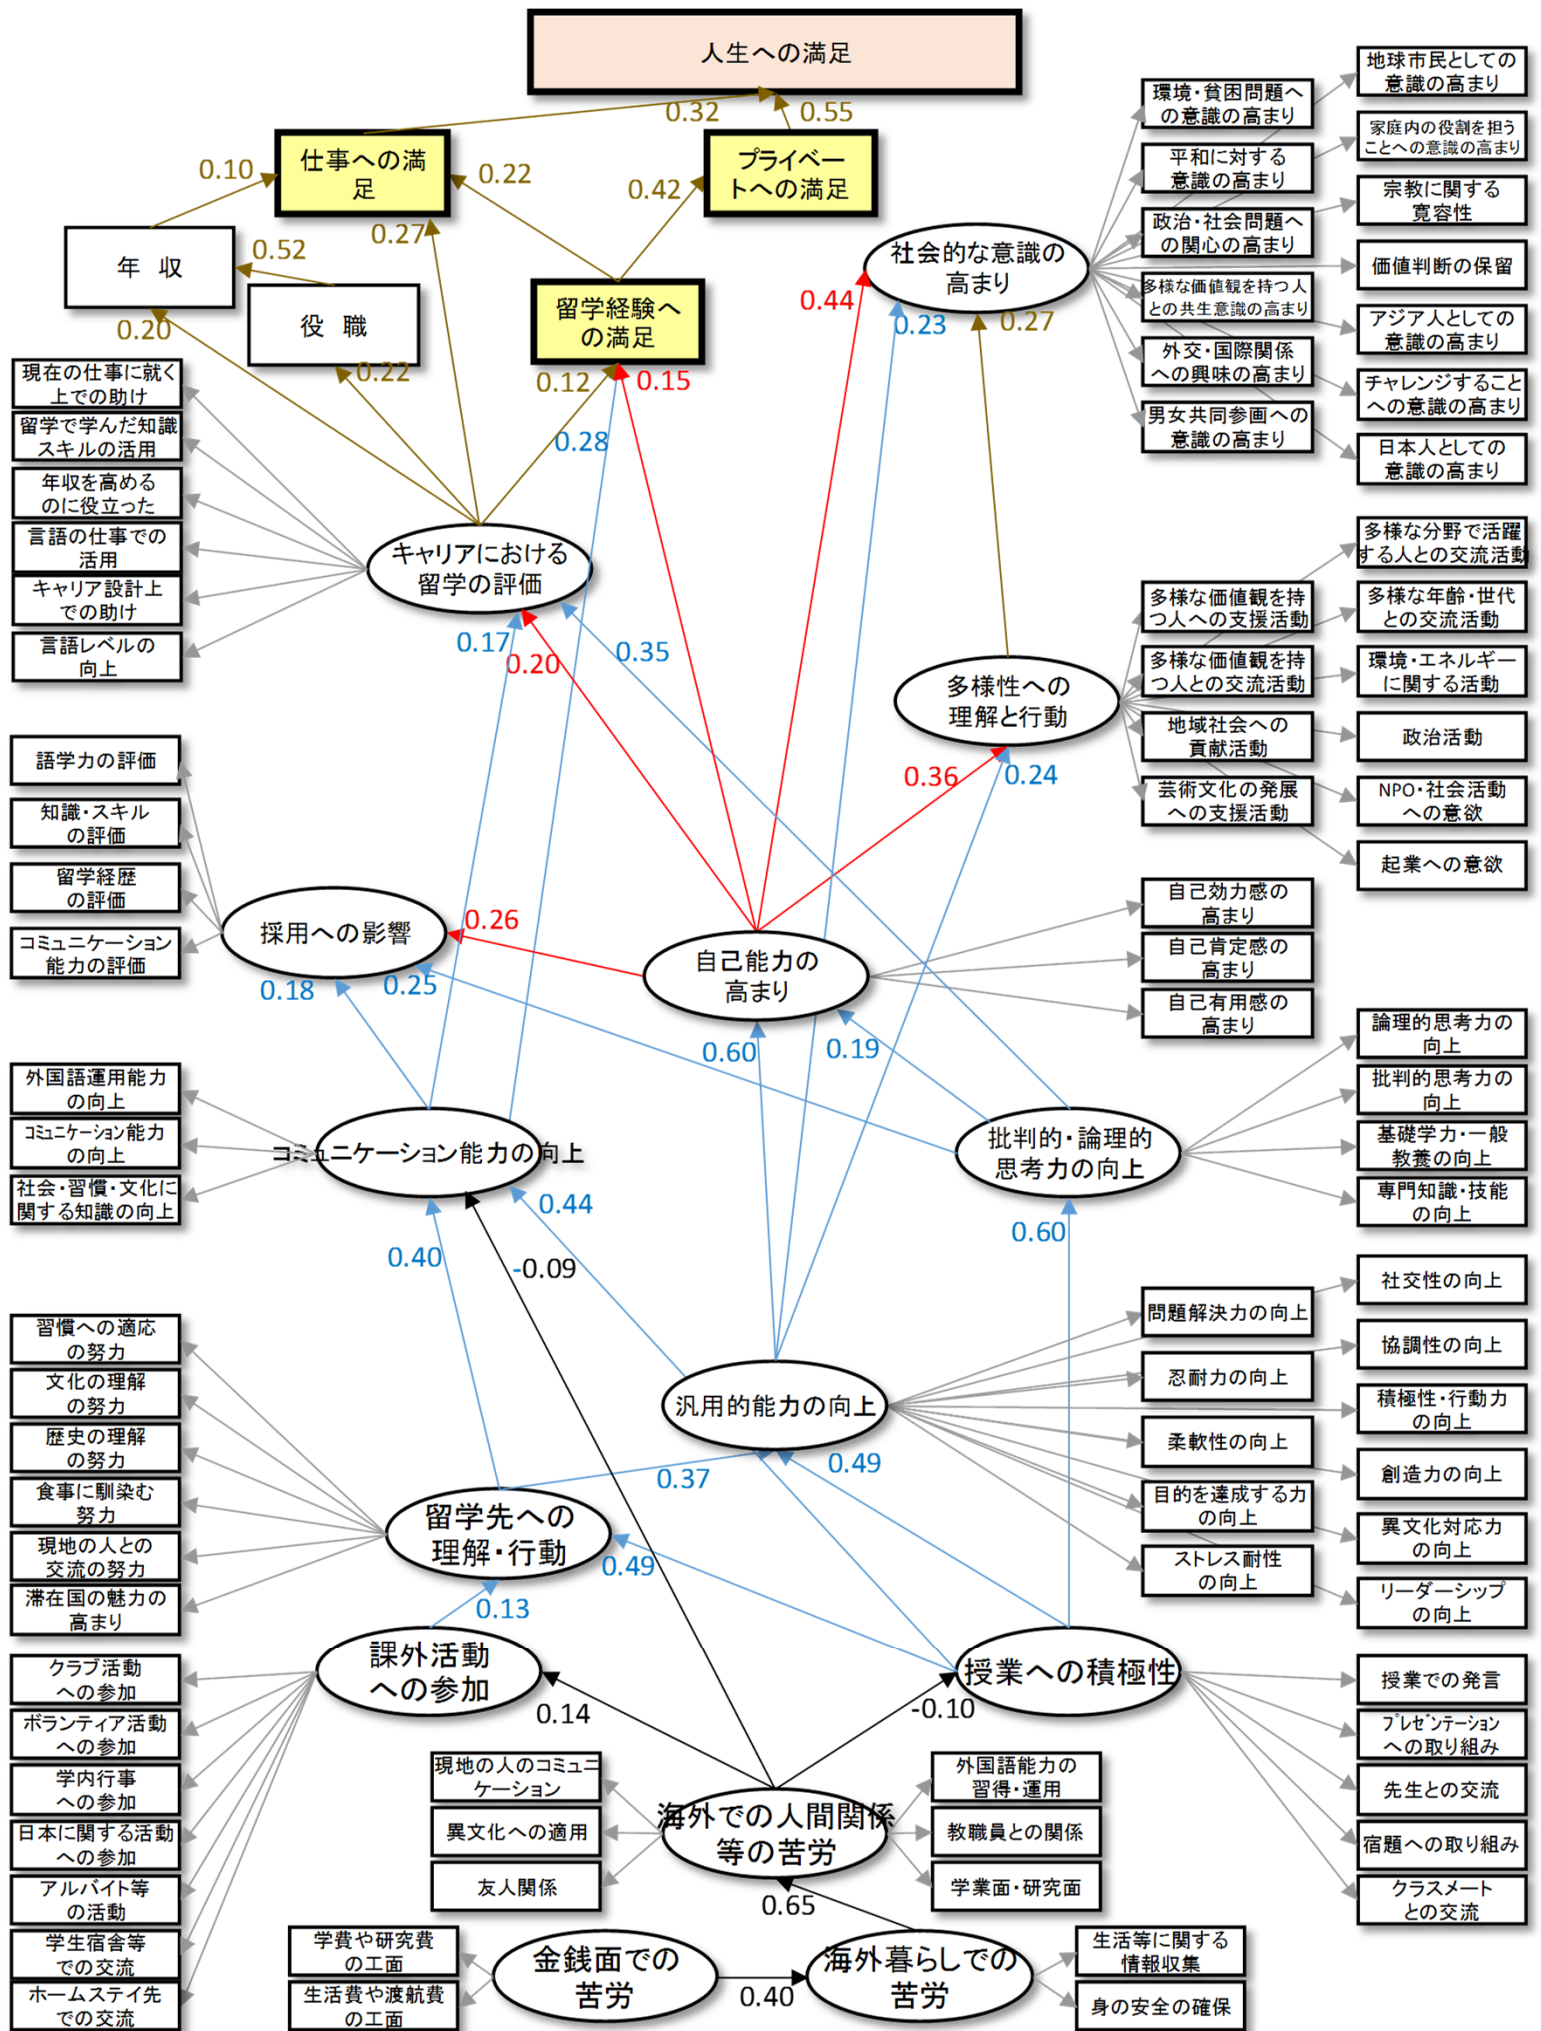 人生への満足
0.32
0.55
仕事への満
足
プライベー
トへの満足
0.10
0.22
0.42
0.27
年 収
0.52
役 職
0.20
0.22
留学経験へ
の満足
0.12
0.15
0.28
社会的な意識の
高まり
0.44
0.23
0.27
環境・貧困問題へ
の意識の高まり
平和に対する
意識の高まり
政治・社会問題へ
の関心の高まり
多様な価値観を持つ人
との共生意識の高まり
外交・国際関係
への興味の高まり
男女共同参画への
意識の高まり
地球市民としての
意識の高まり
家庭内の役割を担う
ことへの意識の高まり
宗教に関する
寛容性
価値判断の保留
アジア人としての
意識の高まり
チャレンジすること
への意識の高まり
日本人としての
意識の高まり
現在の仕事に就く
上での助け
留学で学んだ知識
スキルの活用
年収を高める
のに役立った
言語の仕事での
活用
キャリア設計上
での助け
言語レベルの
向上
キャリアにおける
留学の評価
0.17
0.20
0.35
多様性への
理解と行動
0.36
0.24
多様な価値観を持
つ人への支援活動
多様な価値観を持
つ人との交流活動
地域社会への
貢献活動
芸術文化の発展
への支援活動
多様な分野で活躍
する人との交流活動
多様な年齢・世代
との交流活動
環境・エネルギー
に関する活動
政治活動
NPO・社会活動
への意欲
起業への意欲
語学力の評価
知識・スキル
の評価
留学経歴
の評価
コミュニケーション
能力の評価
採用への影響
0.26
0.18
0.25
自己能力の
高まり
0.60
0.19
自己効力感の
高まり
自己肯定感の
高まり
自己有用感の
高まり
外国語運用能力
の向上
コミュニケーション能力
の向上
社会・習慣・文化に
関する知識の向上
コミュニケーション能力の向上
0.40
0.44
-0.09
批判的・論理的
思考力の向上
0.60
論理的思考力の
向上
批判的思考力の
向上
基礎学力・一般
教養の向上
専門知識・技能
の向上
汎用的能力の向上
0.37
0.49
問題解決力の向上
忍耐力の向上
柔軟性の向上
目的を達成する力
の向上
ストレス耐性
の向上
社交性の向上
協調性の向上
積極性・行動力
の向上
創造力の向上
異文化対応力
の向上
リーダーシップ
の向上
習慣への適応
の努力
文化の理解
の努力
歴史の理解
の努力
食事に馴染む
努力
現地の人との
交流の努力
滞在国の魅力の
高まり
留学先への
理解・行動
0.49
0.13
クラブ活動
への参加
ボランティア活動
への参加
学内行事
への参加
日本に関する活動
への参加
アルバイト等
の活動
学生宿舎等
での交流
ホームステイ先
での交流
課外活動
への参加
0.14
授業への積極性
-0.10
授業での発言
プレゼンテーション
への取り組み
先生との交流
宿題への取り組み
クラスメート
との交流
現地の人のコミュニ
ケーション
異文化への適用
友人関係
海外での人間関係
等の苦労
外国語能力の
習得・運用
教職員との関係
学業面・研究面
0.65
学費や研究費
の工面
生活費や渡航費
の工面
金銭面での
苦労
0.40
海外暮らしでの
苦労
生活等に関する
情報収集
身の安全の確保